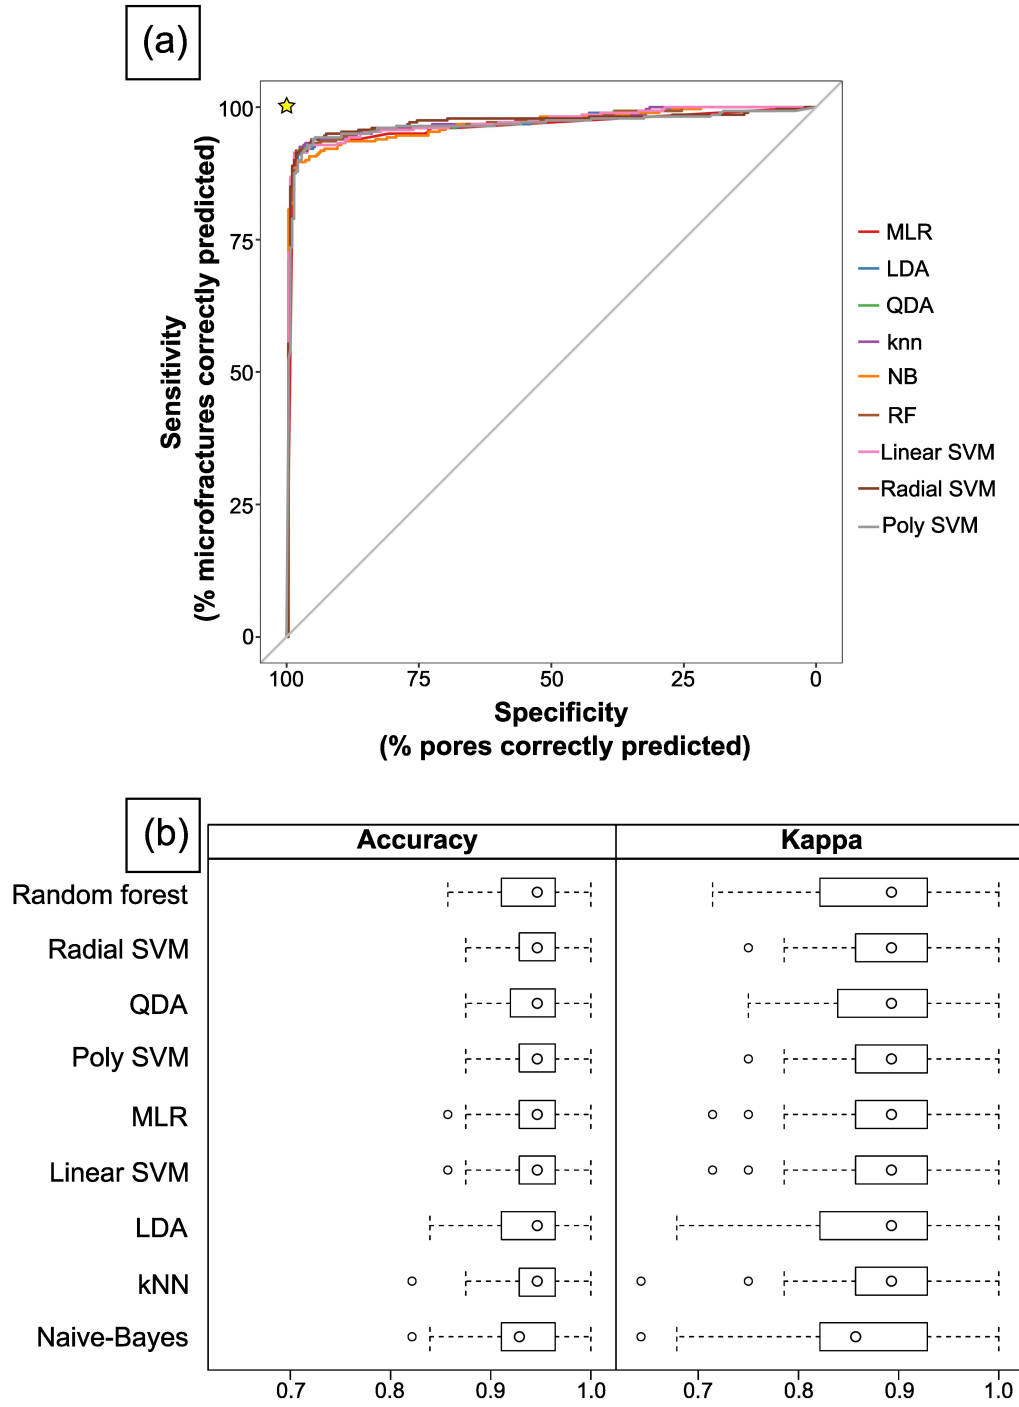 (a)
100
75
50
25
0
Sensitivity
(% microfractures correctly predicted)
100 75 50 25 0
Specificity
(% pores correctly predicted)
MLR
LDA
QDA
knn
NB
RF
Linear SVM
Radial SVM
Poly SVM
(b)
Accuracy Kappa
Random forest
Radial SVM
QDA
Poly SVM
MLR
Linear SVM
LDA
kNN
Naive-Bayes
0.7 0.8 0.9 1.0 0.7 0.8 0.9 1.0